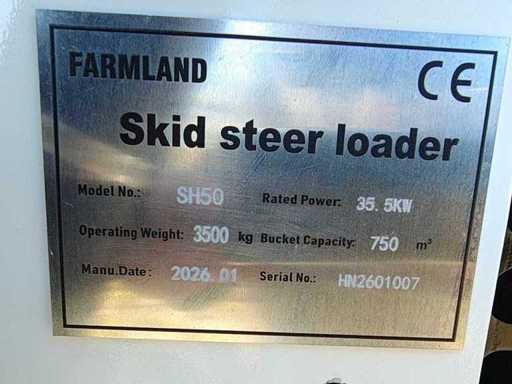 FARMLAND CE
Skid steer loader
Model No.: SH50 Rated Power: 35.5KW
Operating Weight: 3500 kg Bucket Capacity: 750 m³
Manu.Date: 2026.01 Serial No.: HN2601007